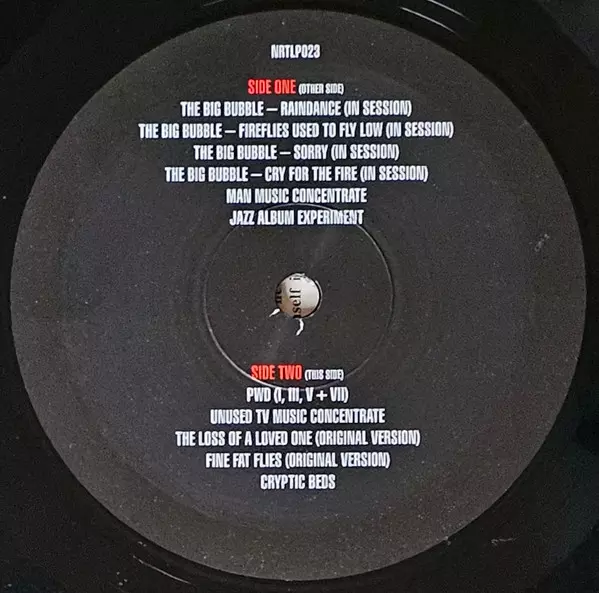 NRTLP023
SIDE ONE (OTHER SIDE)
THE BIG BUBBLE – RAINDANCE (IN SESSION)
THE BIG BUBBLE – FIREFLIES USED TO FLY LOW (IN SESSION)
THE BIG BUBBLE – SORRY (IN SESSION)
THE BIG BUBBLE – CRY FOR THE FIRE (IN SESSION)
MAN MUSIC CONCENTRATE
JAZZ ALBUM EXPERIMENT
SIDE TWO (THIS SIDE)
PWD (I, III, V + VII)
UNUSED TV MUSIC CONCENTRATE
THE LOSS OF A LOVED ONE (ORIGINAL VERSION)
FINE FAT FLIES (ORIGINAL VERSION)
CRYPTIC BEDS